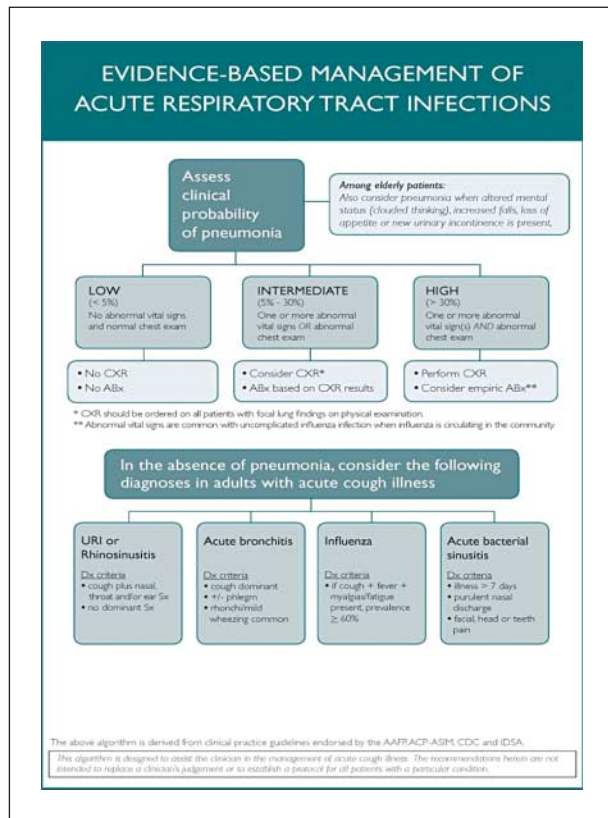 EVIDENCE-BASED MANAGEMENT OF
ACUTE RESPIRATORY TRACT INFECTIONS
Assess
clinical
probability
of pneumonia
Among elderly patients:
Also consider pneumonia when altered mental
status (clouded thinking), increased falls, loss of
appetite or new urinary incontinence is present.
LOW
(< 5%)
No abnormal vital signs
and normal chest exam
INTERMEDIATE
(5% - 30%)
One or more abnormal
vital signs OR abnormal
chest exam
HIGH
(> 30%)
One or more abnormal
vital sign(s) AND abnormal
chest exam
• No CXR
• No ABx
• Consider CXR*
• ABx based on CXR results
• Perform CXR
• Consider empiric ABx**
* CXR should be ordered on all patients with focal lung findings on physical examination.
** Abnormal vital signs are common with uncomplicated influenza infection when influenza is circulating in the community.
In the absence of pneumonia, consider the following
diagnoses in adults with acute cough illness
URI or
Rhinosinusitis
Dx criteria
• cough plus nasal,
throat and/or ear Sx
• no dominant Sx
Acute bronchitis
Dx criteria
• cough dominant
• +/- phlegm
• rhonchi/mild
wheezing common
Influenza
Dx criteria
• if cough + fever +
myalgias/fatigue
present, prevalence
≥ 60%
Acute bacterial
sinusitis
Dx criteria
• illness > 7 days
• purulent nasal
discharge
• facial, head or teeth
pain
The above algorithm is derived from clinical practice guidelines endorsed by the AAFP, ACP-ASIM, CDC and IDSA.
This algorithm is designed to assist the clinician in the management of acute cough illness. The recommendations herein are not
intended to replace a clinician's judgement or to establish a protocol for all patients with a particular condition.